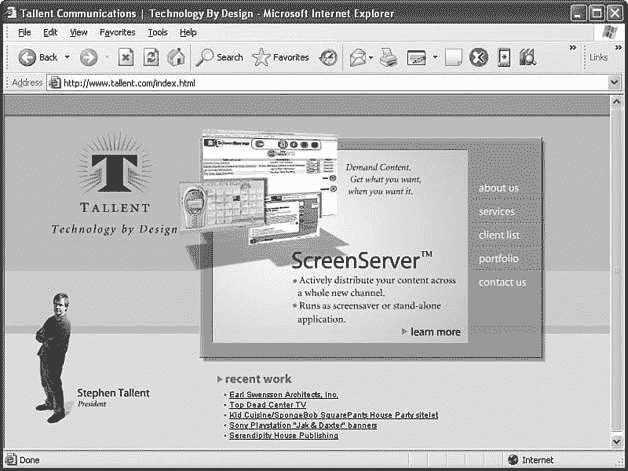 Tallent Communications | Technology By Design - Microsoft Internet Explorer
File Edit View Favorites Tools Help
Back Search Favorites Links
Address http://www.tallent.com/index.html
T
TALLENT
Technology by Design
Demand Content,
Get what you want,
when you want it.
ScreenServer™
• Actively distribute your content across
a whole new channel.
• Runs as screensaver or stand-alone
application.
learn more
about us
services
client list
portfolio
contact us
Stephen Tallent
President
recent work
• Earl Swensson Architects, Inc.
• Top Dead Center TV
• Kid Cuisine/SpongeBob SquarePants House Party sitelet
• Sony Playstation "Jak & Daxter" banners
• Serendipity House Publishing
Done Internet